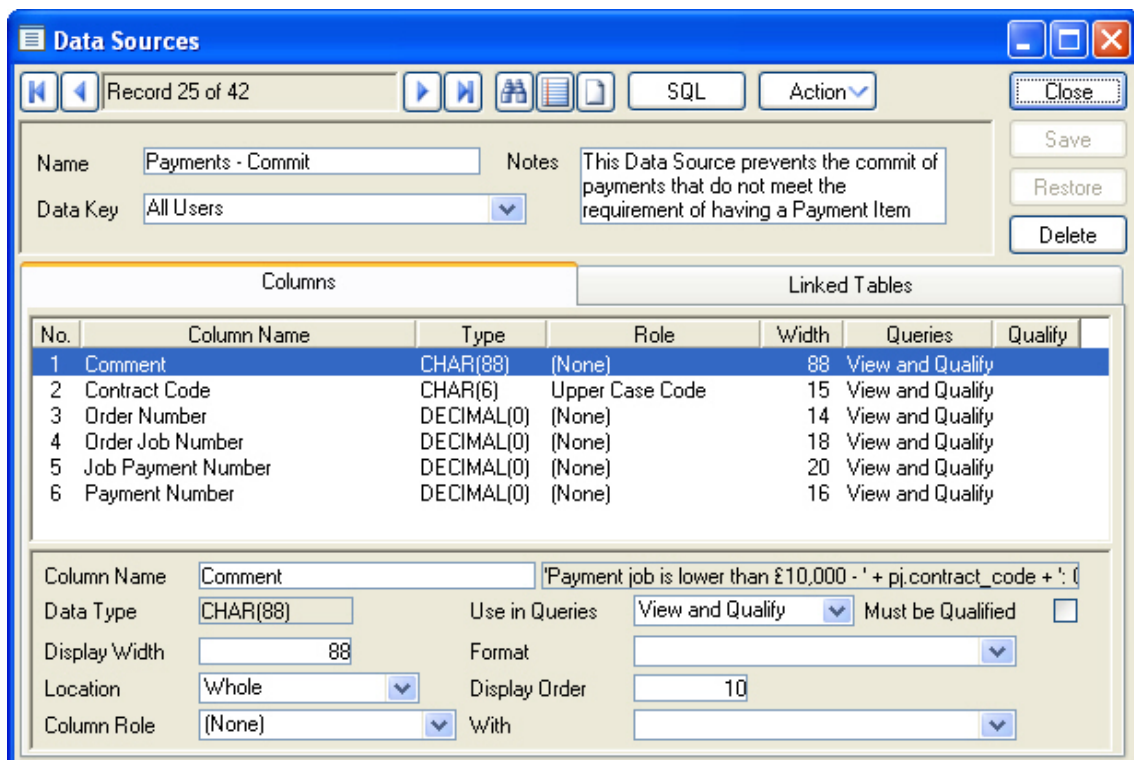 Data Sources
Record 25 of 42 SQL Action Close
Save
Name Payments - Commit Notes This Data Source prevents the commit of
payments that do not meet the
requirement of having a Payment Item
Restore
Data Key All Users
Delete
Columns Linked Tables
No. Column Name Type Role Width Queries Qualify
1 Comment CHAR(88) (None) 88 View and Qualify
2 Contract Code CHAR(6) Upper Case Code 15 View and Qualify
3 Order Number DECIMAL(0) (None) 14 View and Qualify
4 Order Job Number DECIMAL(0) (None) 18 View and Qualify
5 Job Payment Number DECIMAL(0) (None) 20 View and Qualify
6 Payment Number DECIMAL(0) (None) 16 View and Qualify
Column Name Comment 'Payment job is lower than £10,000 - ' + pj.contract_code + ':
Data Type CHAR(88) Use in Queries View and Qualify Must be Qualified
Display Width 88 Format
Location Whole Display Order 10
Column Role (None) With